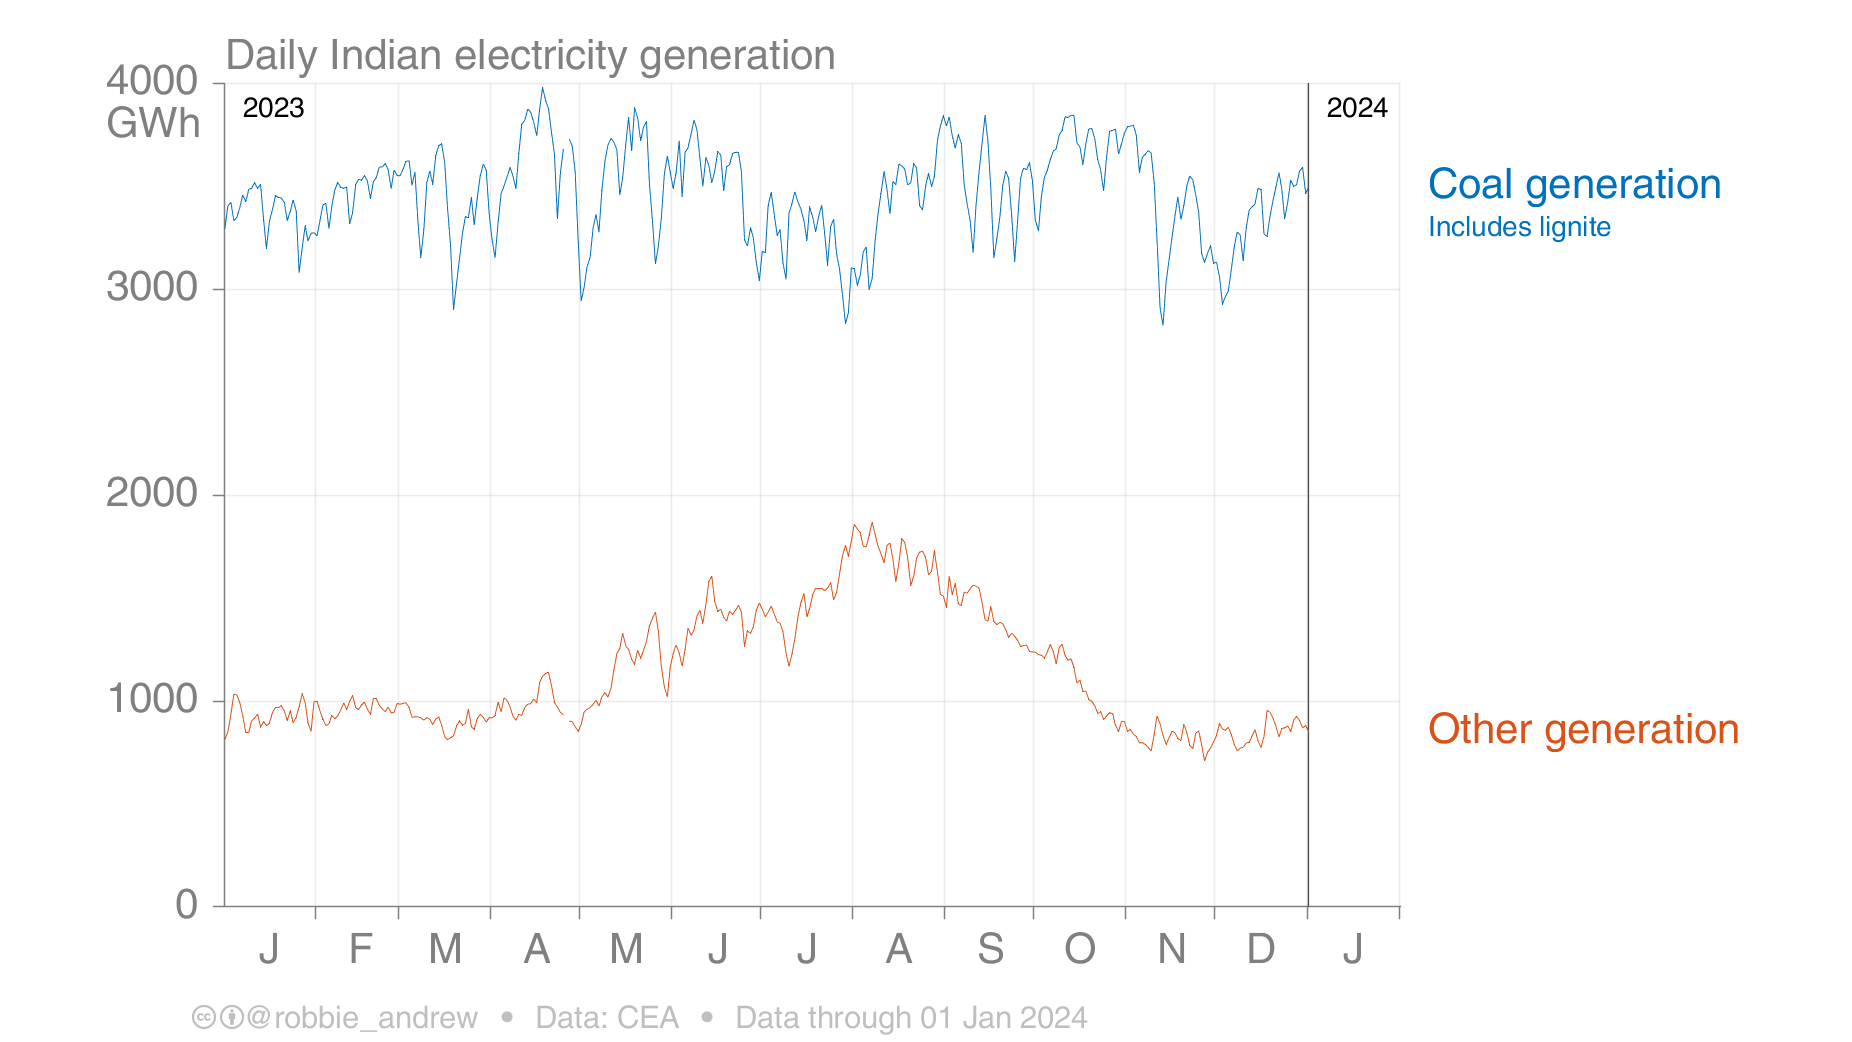 Daily Indian electricity generation
4000
GWh
2023
2024
Coal generation
Includes lignite
3000
2000
1000
Other generation
0
J F M A M J J A S O N D J
@robbie_andrew • Data: CEA • Data through 01 Jan 2024